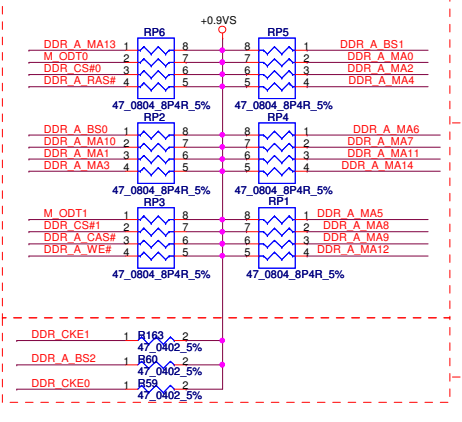 +0.9VS
RP6 RP5
DDR_A_MA13 1 8 8 1 DDR_A_BS1
M_ODT0 2 7 7 2 DDR_A_MA0
DDR_CS#0 3 6 6 3 DDR_A_MA2
DDR_A_RAS# 4 5 5 4 DDR_A_MA4
47_0804_8P4R_5% 47_0804_8P4R_5%
RP2 RP4
DDR_A_BS0 1 8 8 1 DDR_A_MA6
DDR_A_MA10 2 7 7 2 DDR_A_MA7
DDR_A_MA1 3 6 6 3 DDR_A_MA11
DDR_A_MA3 4 5 5 4 DDR_A_MA14
47_0804_8P4R_5% 47_0804_8P4R_5%
RP3 RP1
M_ODT1 1 8 8 1 DDR_A_MA5
DDR_CS#1 2 7 7 2 DDR_A_MA8
DDR_A_CAS# 3 6 6 3 DDR_A_MA9
DDR_A_WE# 4 5 5 4 DDR_A_MA12
47_0804_8P4R_5% 47_0804_8P4R_5%
DDR_CKE1 1 R163 2
47_0402_5%
DDR_A_BS2 1 R60 2
47_0402_5%
DDR_CKE0 1 R59 2
47_0402_5%